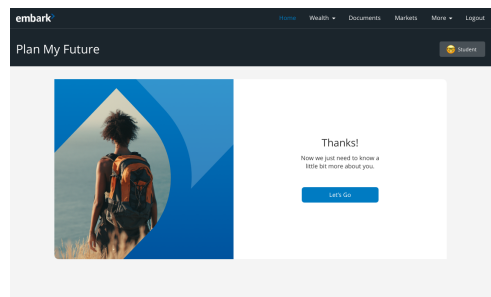 embark
Home Wealth Documents Markets More Logout
Plan My Future
Student
Thanks!
Now we just need to know a
little bit more about you.
Let's Go